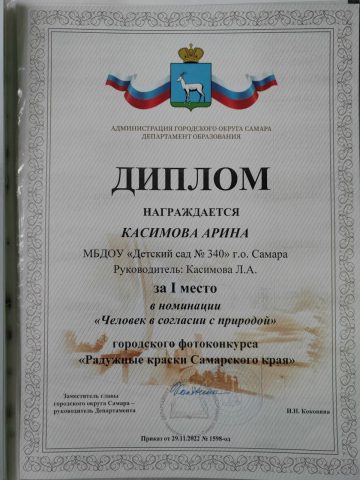 АДМИНИСТРАЦИЯ ГОРОДСКОГО ОКРУГА САМАРА
ДЕПАРТАМЕНТ ОБРАЗОВАНИЯ
ДИПЛОМ
НАГРАЖДАЕТСЯ
КАСИМОВА АРИНА
МБДОУ «Детский сад № 340» г.о. Самара
Руководитель: Касимова Л.А.
за I место
в номинации
«Человек в согласии с природой»
городского фотоконкурса
«Радужные краски Самарского края»
Заместитель главы
городского округа Самара –
руководитель Департамента
И.Н. Коковина
Приказ от 29.11.2022 № 1598-од